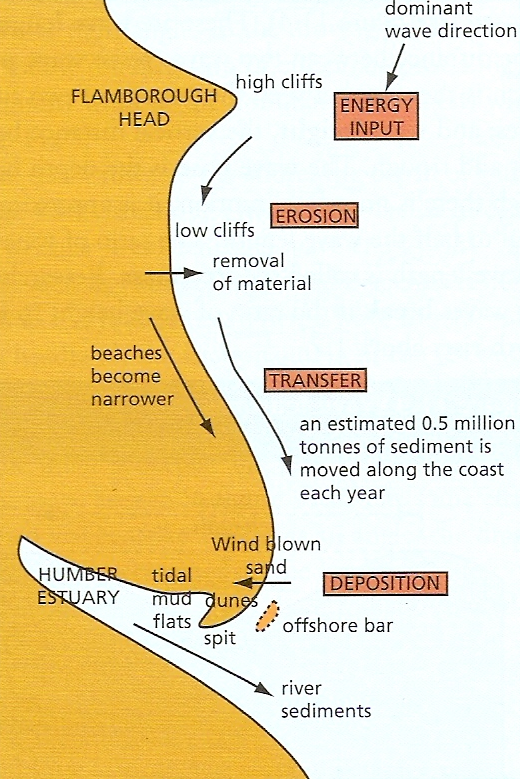 dominant
wave direction
high cliffs
FLAMBOROUGH
HEAD
ENERGY
INPUT
EROSION
low cliffs
removal
of material
beaches
become
narrower
TRANSFER
an estimated 0.5 million
tonnes of sediment is
moved along the coast
each year
Wind blown
sand
HUMBER
ESTUARY
tidal
mud
flats
dunes
DEPOSITION
spit
offshore bar
river
sediments